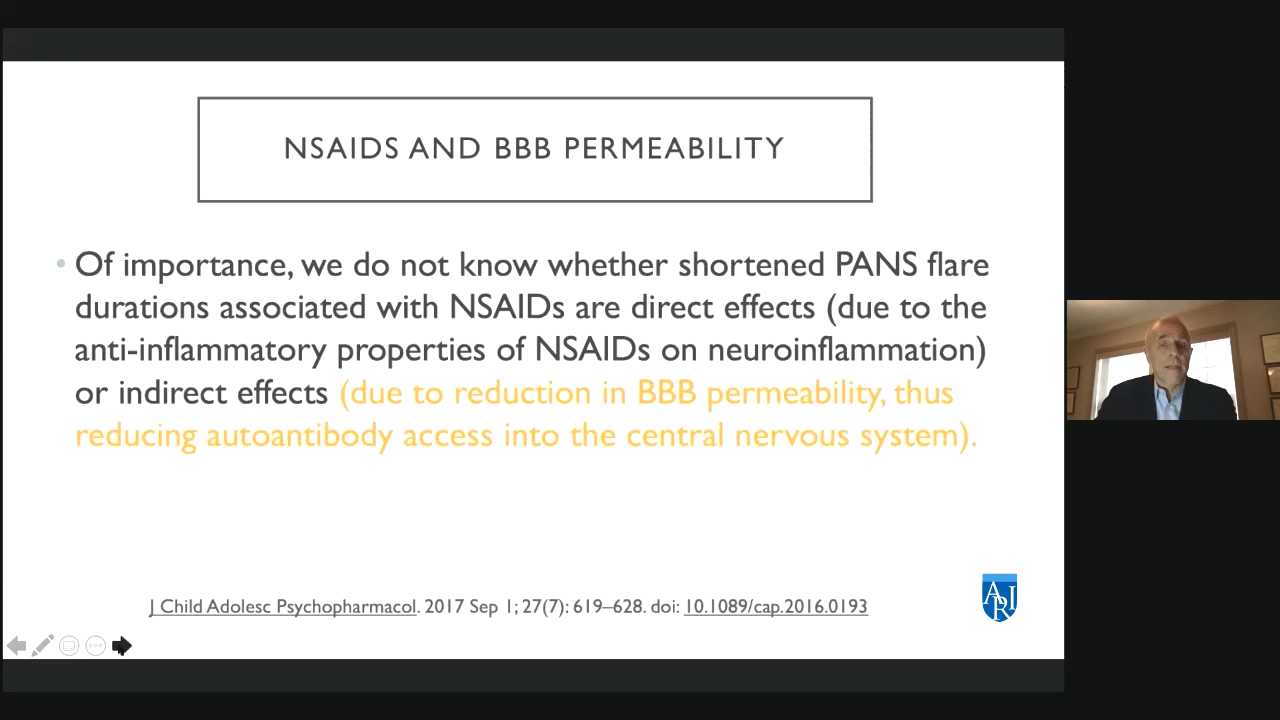 NSAIDS AND BBB PERMEABILITY
• Of importance, we do not know whether shortened PANS flare
durations associated with NSAIDs are direct effects (due to the
anti-inflammatory properties of NSAIDs on neuroinflammation)
or indirect effects (due to reduction in BBB permeability, thus
reducing autoantibody access into the central nervous system).
J Child Adolesc Psychopharmacol. 2017 Sep 1; 27(7): 619–628. doi: 10.1089/cap.2016.0193
ARI